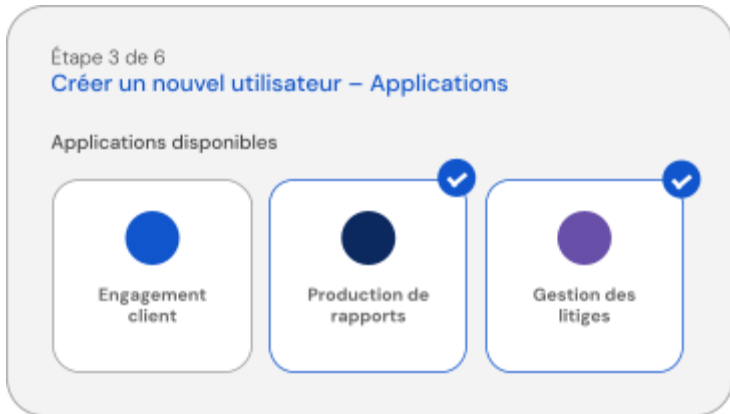 Étape 3 de 6
Créer un nouvel utilisateur – Applications
Applications disponibles
Engagement
client
Production de
rapports
Gestion des
litiges